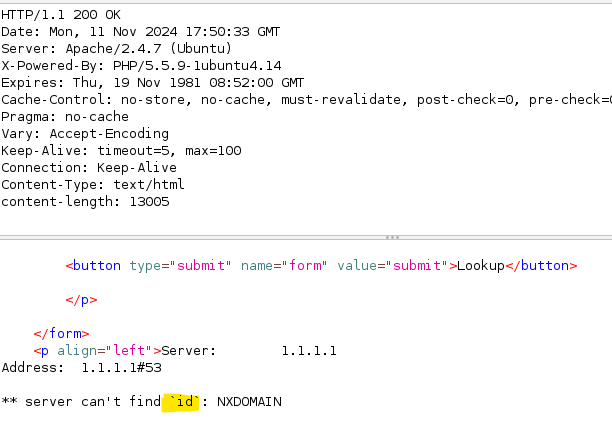 HTTP/1.1 200 OK
Date: Mon, 11 Nov 2024 17:50:33 GMT
Server: Apache/2.4.7 (Ubuntu)
X-Powered-By: PHP/5.5.9-1ubuntu4.14
Expires: Thu, 19 Nov 1981 08:52:00 GMT
Cache-Control: no-store, no-cache, must-revalidate, post-check=0, pre-check=0
Pragma: no-cache
Vary: Accept-Encoding
Keep-Alive: timeout=5, max=100
Connection: Keep-Alive
Content-Type: text/html
content-length: 13005
<button type="submit" name="form" value="submit">Lookup</button>
</p>
</form>
<p align="left">Server:        1.1.1.1
Address:  1.1.1.1#53
** server can't find `id`: NXDOMAIN